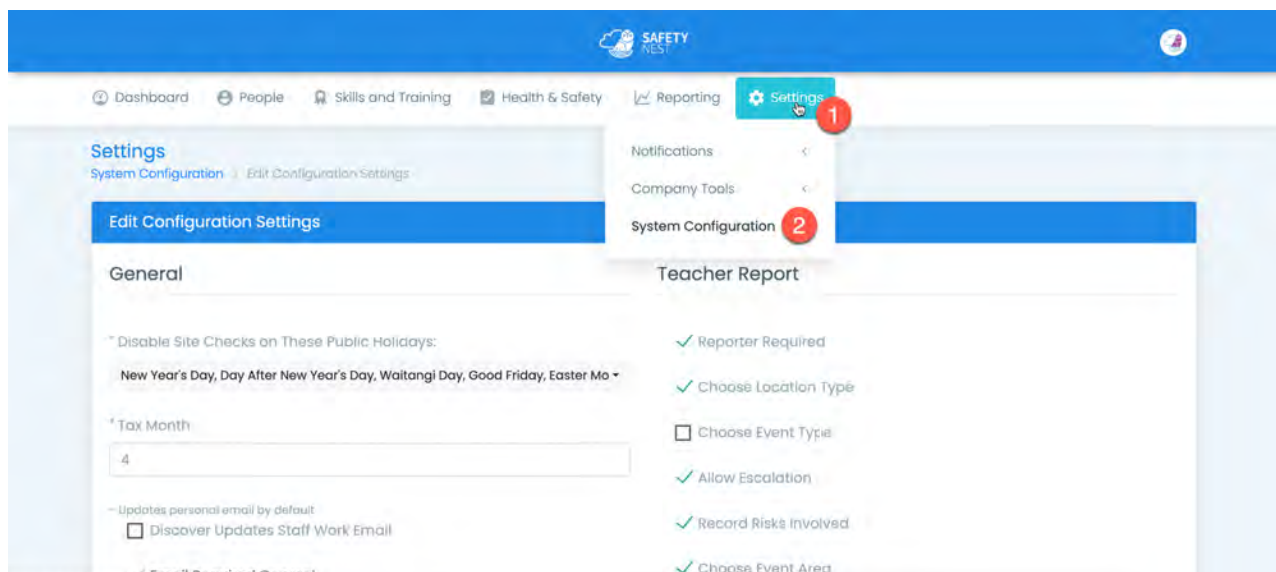 SAFETY
NEST
Dashboard People Skills and Training Health & Safety Reporting Settings
1
Settings
System Configuration / Edit Configuration Settings
Notifications <
Company Tools <
System Configuration 2
Edit Configuration Settings
General
* Disable Site Checks on These Public Holidays:
New Year's Day, Day After New Year's Day, Waitangi Day, Good Friday, Easter Mo
* Tax Month
4
- Updates personal email by default
Discover Updates Staff Work Email
Teacher Report
Reporter Required
Choose Location Type
Choose Event Type
Allow Escalation
Record Risks Involved
Choose Event Area